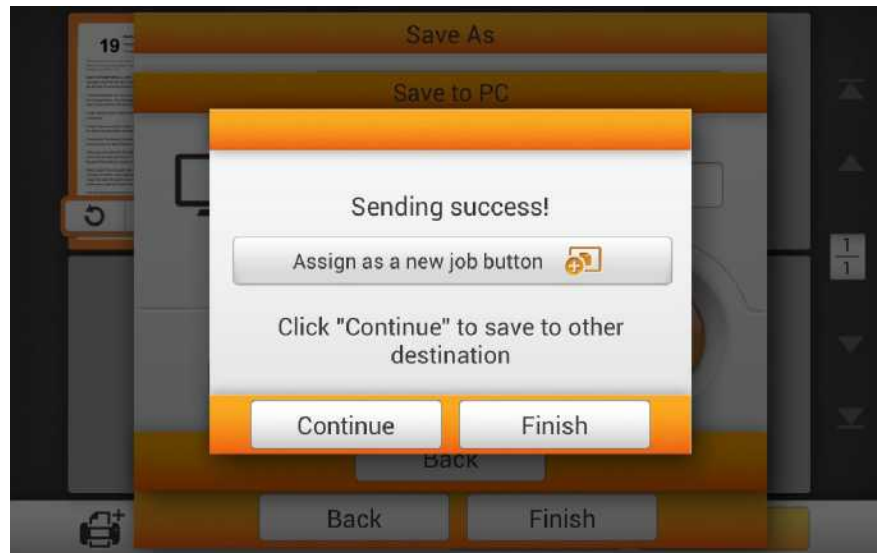 19
Save As
Save to PC
Sending success!
Assign as a new job button
Click "Continue" to save to other
destination
1
1
Continue
Finish
Back
Back
Finish